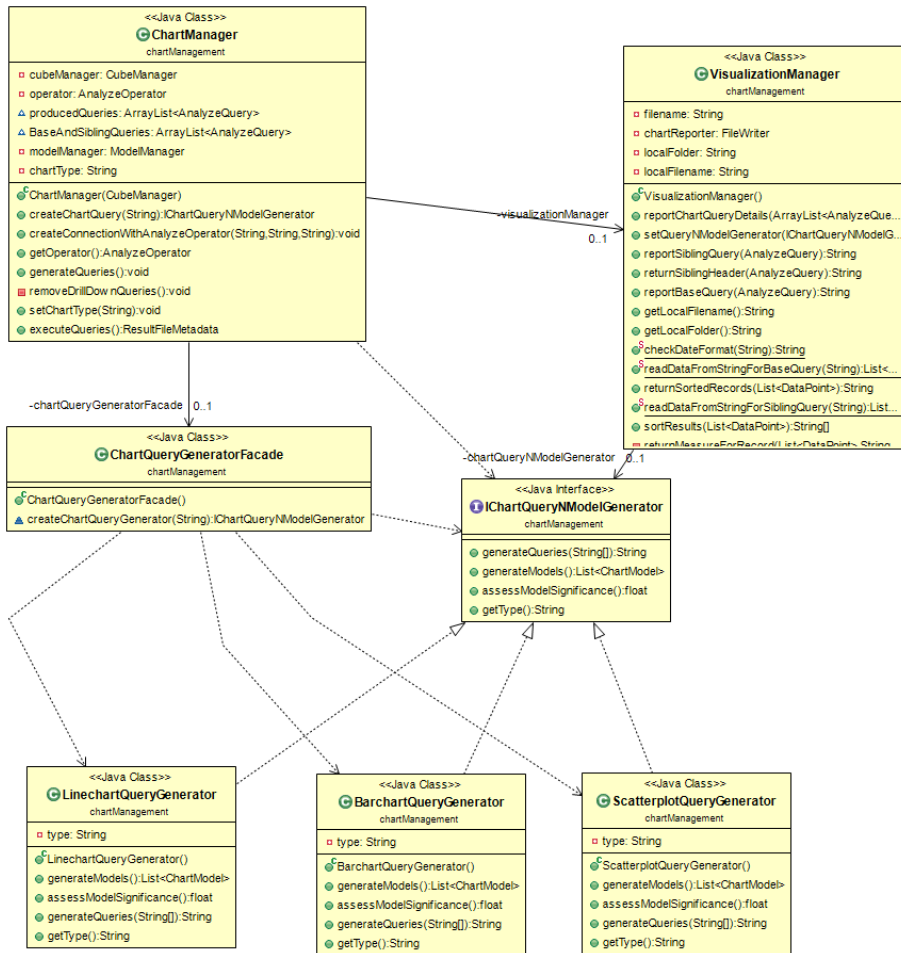 <<Java Class>>
ChartManager
chartManagement
cubeManager: CubeManager
operator: AnalyzeOperator
producedQueries: ArrayList<AnalyzeQuery>
BaseAndSiblingQueries: ArrayList<AnalyzeQuery>
modelManager: ModelManager
chartType: String
ChartManager(CubeManager)
createChartQuery(String):IChartQueryNModelGenerator
createConnectionWithAnalyzeOperator(String,String,String):void
getOperator():AnalyzeOperator
generateQueries():void
removeDrillDownQueries():void
setChartType(String):void
executeQueries():ResultFileMetadata
<<Java Class>>
VisualizationManager
chartManagement
filename: String
chartReporter: FileWriter
localFolder: String
localFilename: String
VisualizationManager()
reportChartQueryDetails(ArrayList<AnalyzeQue...
setQueryNModelGenerator(IChartQueryNModelG...
reportSiblingQuery(AnalyzeQuery):String
returnSiblingHeader(AnalyzeQuery):String
reportBaseQuery(AnalyzeQuery):String
getLocalFilename():String
getLocalFolder():String
checkDateFormat(String):String
readDataFromStringForBaseQuery(String):List<...
returnSortedRecords(List<DataPoint>):String
readDataFromStringForSiblingQuery(String):List...
sortResults(List<DataPoint>):String[]
returnMeasureForRecord(List<DataPoint>,String
-visualizationManager
0..1
-chartQueryGeneratorFacade 0..1
-chartQueryNModelGenerator 0..1
<<Java Class>>
ChartQueryGeneratorFacade
chartManagement
ChartQueryGeneratorFacade()
createChartQueryGenerator(String):IChartQueryNModelGenerator
<<Java Interface>>
IChartQueryNModelGenerator
chartManagement
generateQueries(String[]):String
generateModels():List<ChartModel>
assessModelSignificance():float
getType():String
<<Java Class>>
LinechartQueryGenerator
chartManagement
type: String
LinechartQueryGenerator()
generateModels():List<ChartModel>
assessModelSignificance():float
generateQueries(String[]):String
getType():String
<<Java Class>>
BarchartQueryGenerator
chartManagement
type: String
BarchartQueryGenerator()
generateModels():List<ChartModel>
assessModelSignificance():float
generateQueries(String[]):String
getType():String
<<Java Class>>
ScatterplotQueryGenerator
chartManagement
type: String
ScatterplotQueryGenerator()
generateModels():List<ChartModel>
assessModelSignificance():float
generateQueries(String[]):String
getType():String